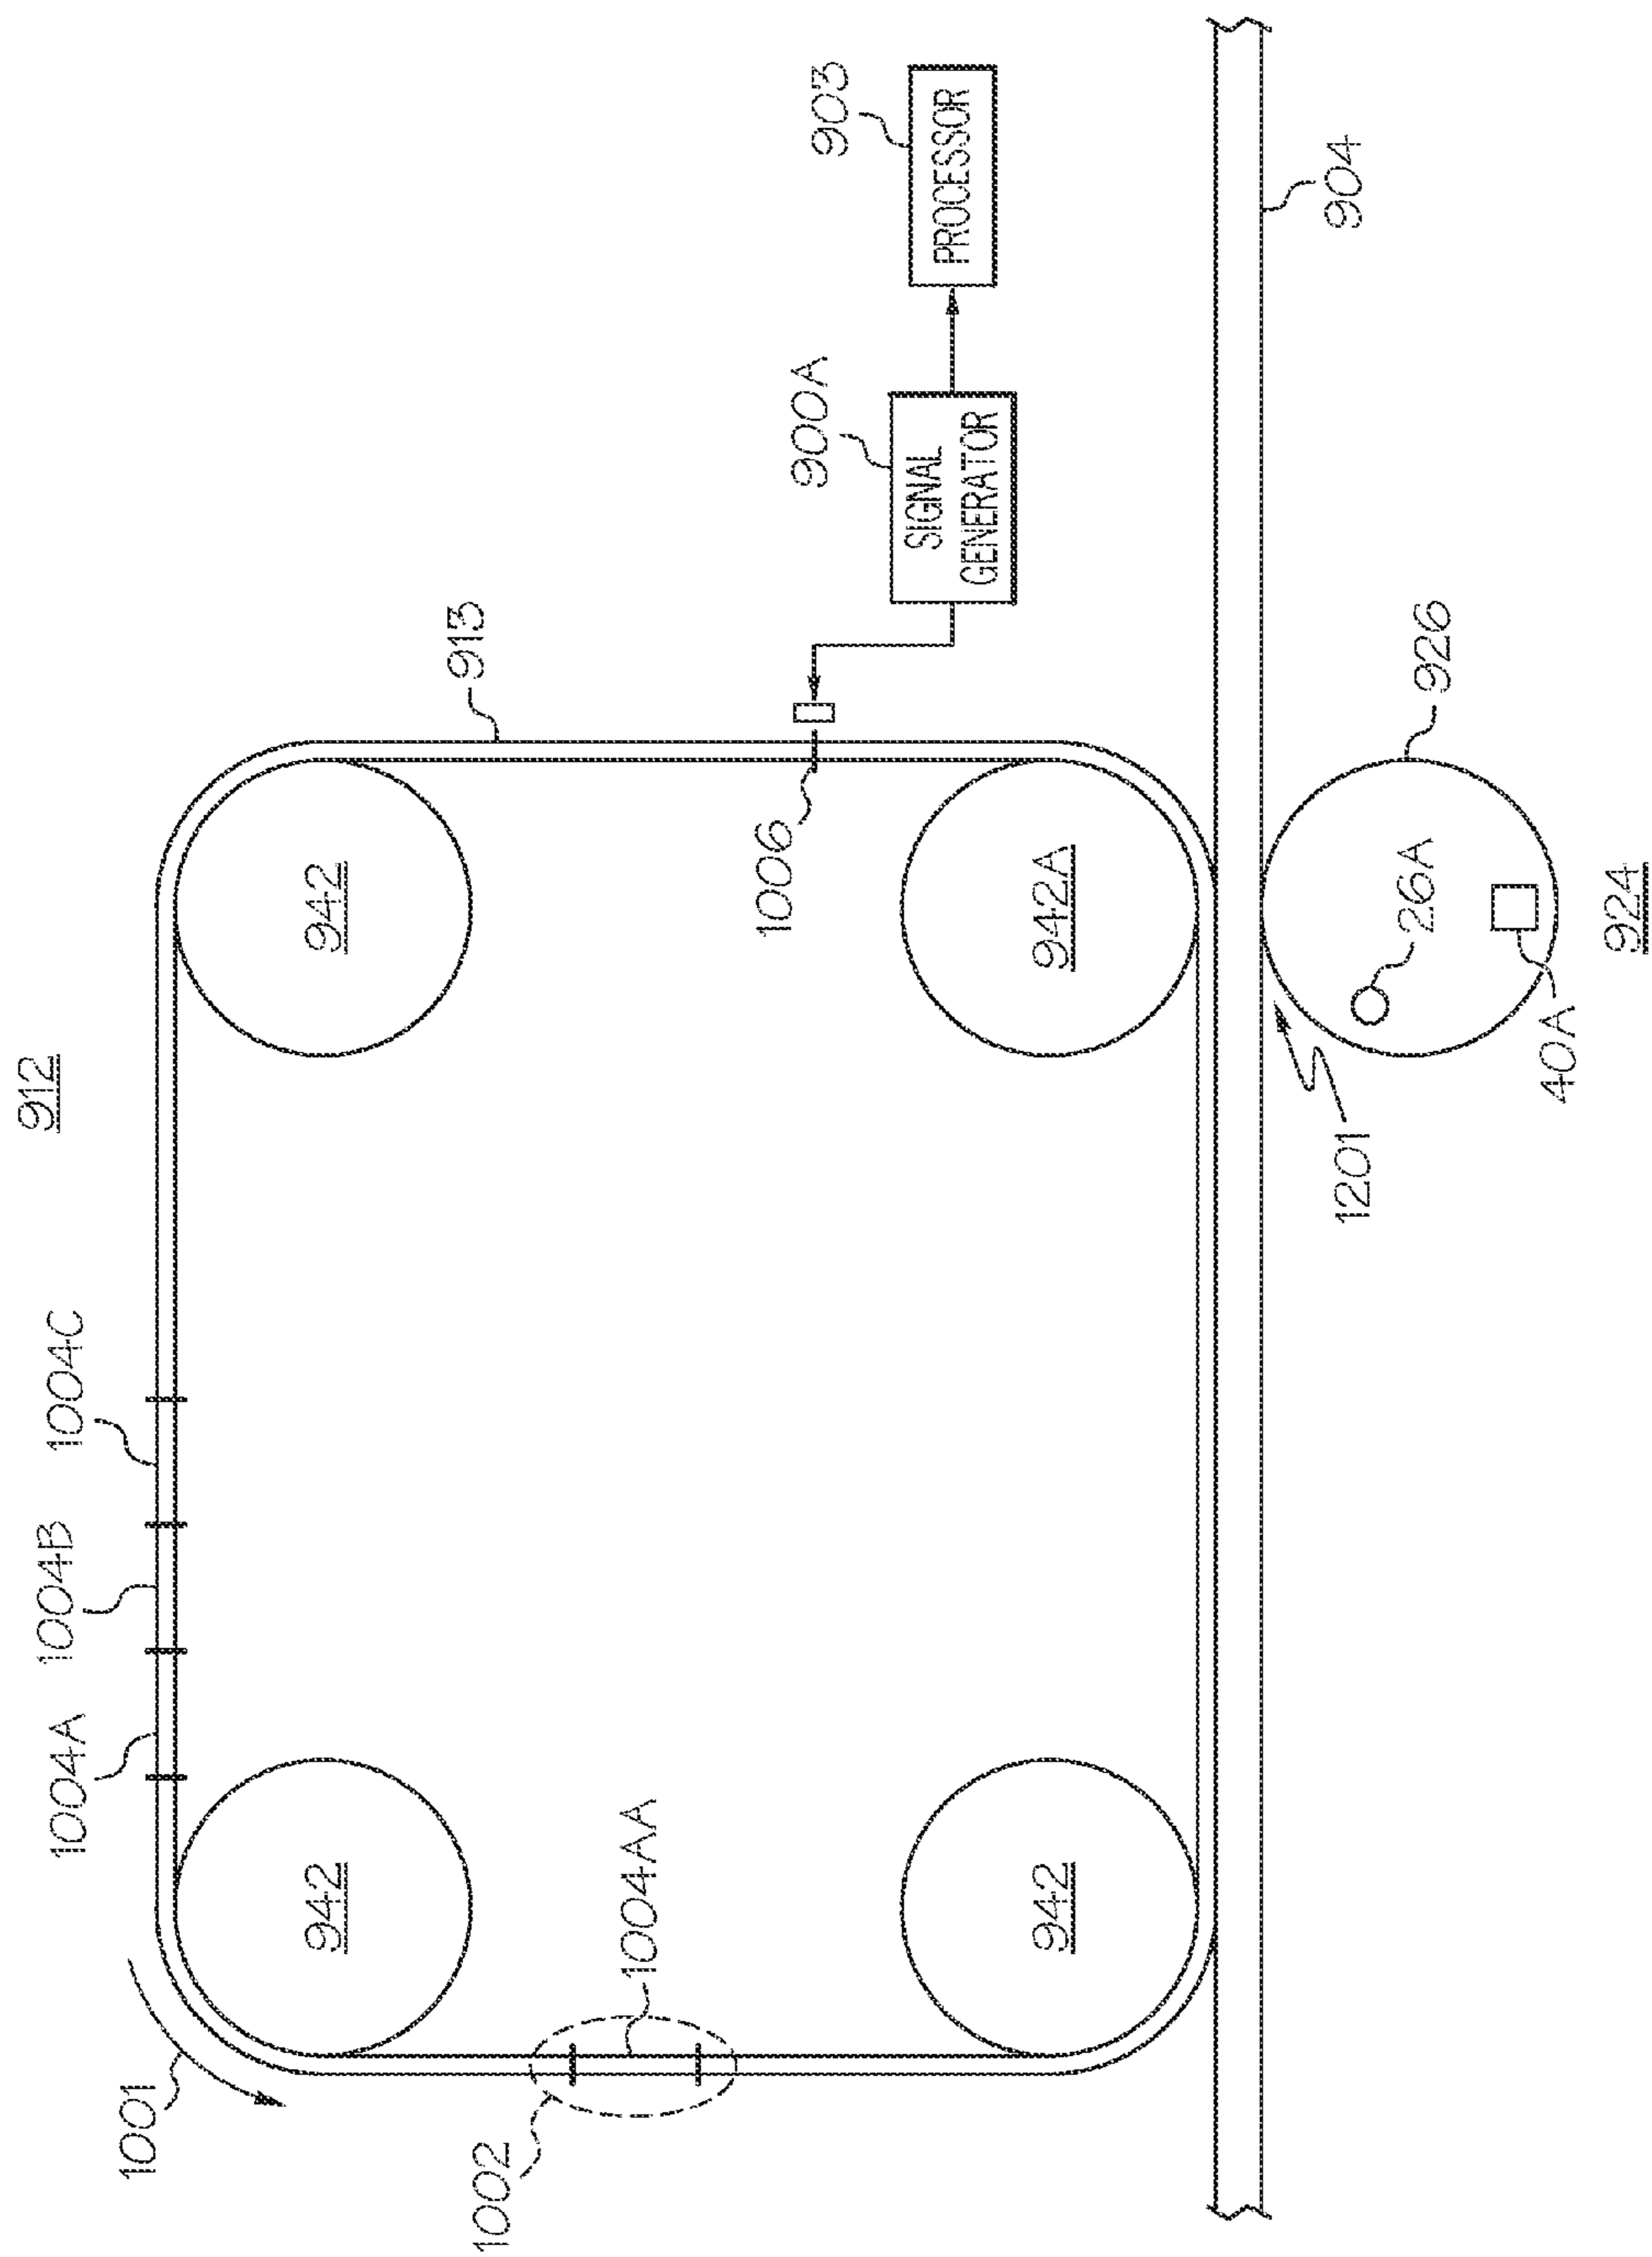 912
1004A
1004B
1004C
1001
942
942
913
1002
1004AA
1006
900A
903
SIGNAL
GENERATOR
PROCESSOR
942
942A
904
1201
26A
926
40A
924